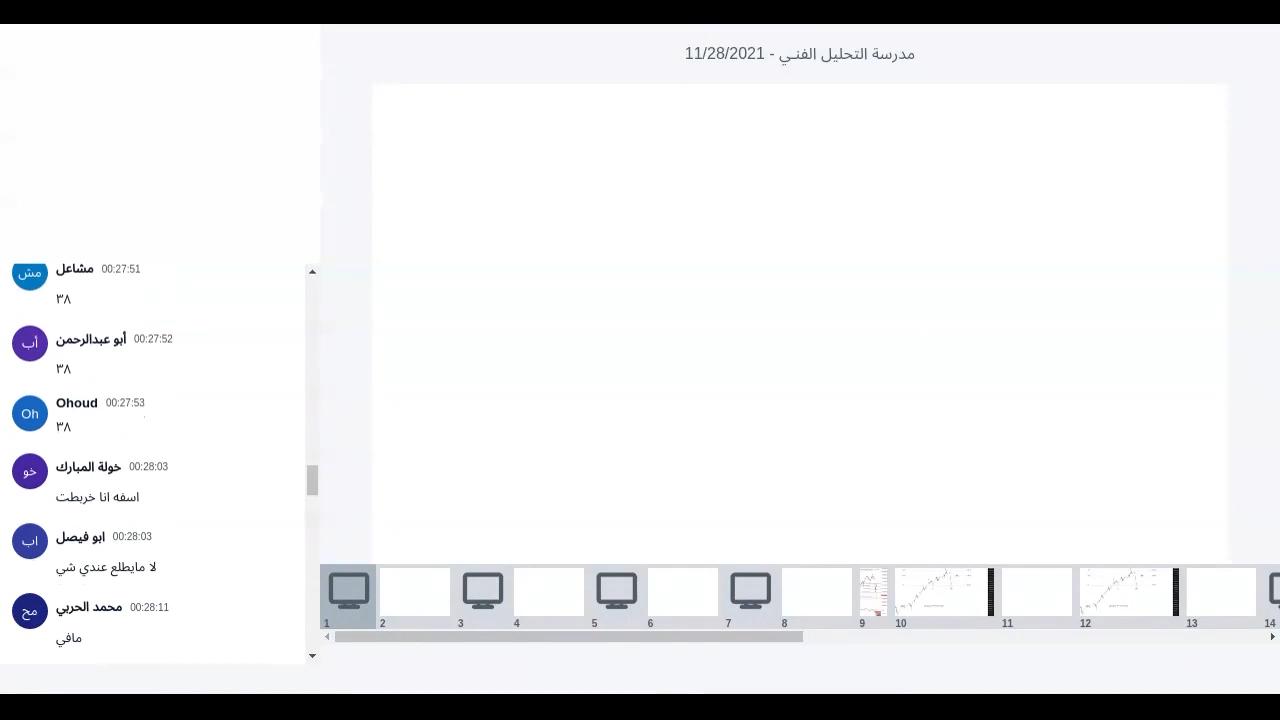 مدرسة التحليل الفنـي - 11/28/2021
مش
مشاعل 00:27:51
٣٨
أب
أبو عبدالرحمن 00:27:52
٣٨
Oh
Ohoud 00:27:53
٣٨
خو
خولة المبارك 00:28:03
اسفه انا خربطت
اب
ابو فيصل 00:28:03
لا مايطلع عندي شي
مح
محمد الحربي 00:28:11
مافي
1 2 3 4 5 6 7 8 9 10 11 12 13 14